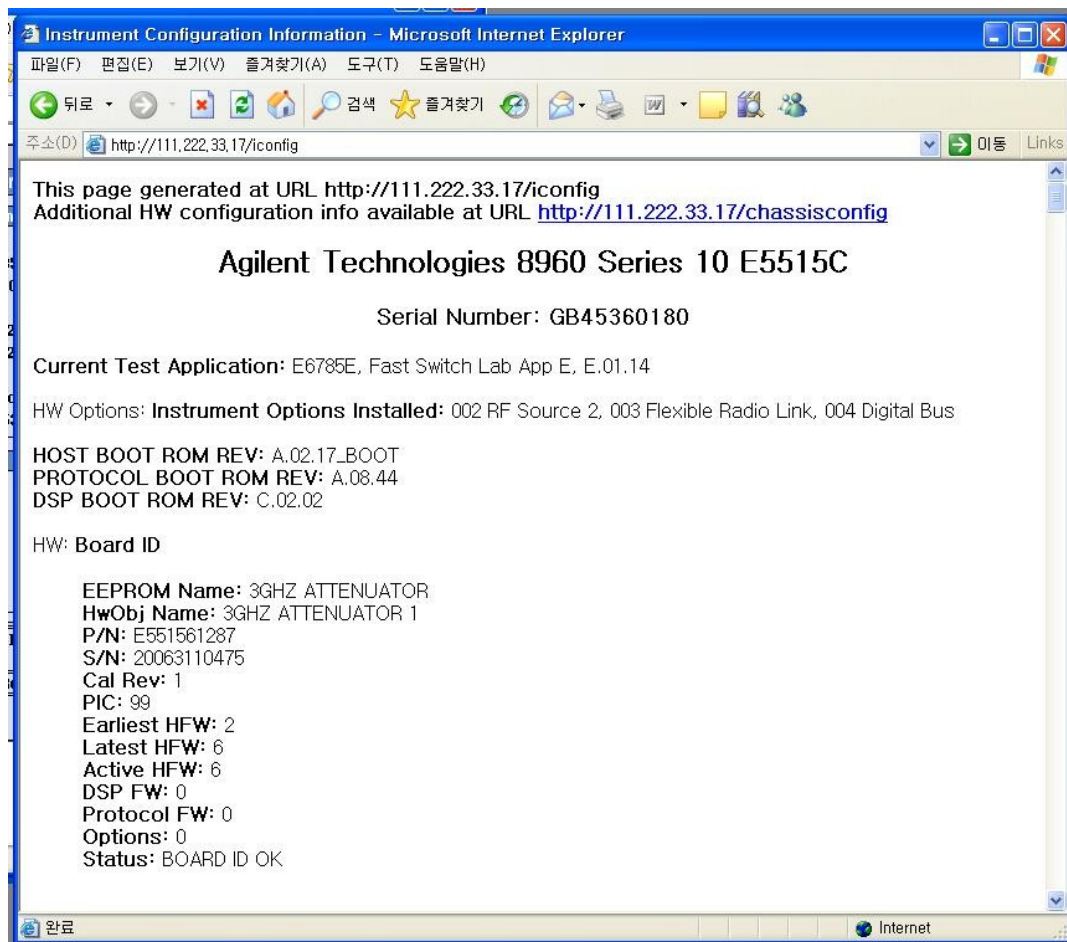 Instrument Configuration Information - Microsoft Internet Explorer
파일(F) 편집(E) 보기(V) 즐겨찾기(A) 도구(T) 도움말(H)
뒤로 검색 즐겨찾기
주소(D) http://111.222.33.17/iconfig 이동 Links
This page generated at URL http://111.222.33.17/iconfig
Additional HW configuration info available at URL http://111.222.33.17/chassisconfig
Agilent Technologies 8960 Series 10 E5515C
Serial Number: GB45360180
Current Test Application: E6785E, Fast Switch Lab App E, E.01.14
HW Options: Instrument Options Installed: 002 RF Source 2, 003 Flexible Radio Link, 004 Digital Bus
HOST BOOT ROM REV: A.02.17_BOOT
PROTOCOL BOOT ROM REV: A.08.44
DSP BOOT ROM REV: C.02.02
HW: Board ID
EEPROM Name: 3GHZ ATTENUATOR
HwObj Name: 3GHZ ATTENUATOR 1
P/N: E551561287
S/N: 20063110475
Cal Rev: 1
PIC: 99
Earliest HFW: 2
Latest HFW: 6
Active HFW: 6
DSP FW: 0
Protocol FW: 0
Options: 0
Status: BOARD ID OK
완료 Internet